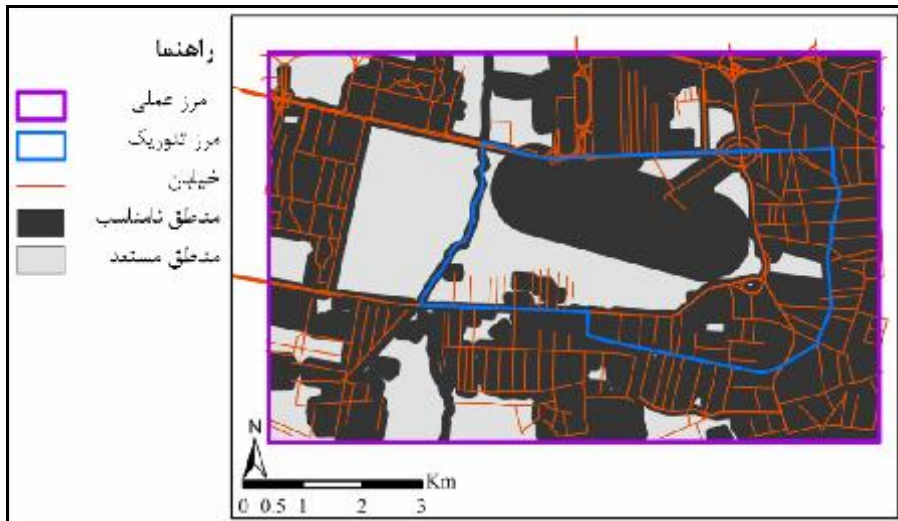 راهنما
مرز عملی
مرز تئوریک
خیابان
مناطق نامناسب
مناطق مستعد
N
Km
0 0.5 1 2 3